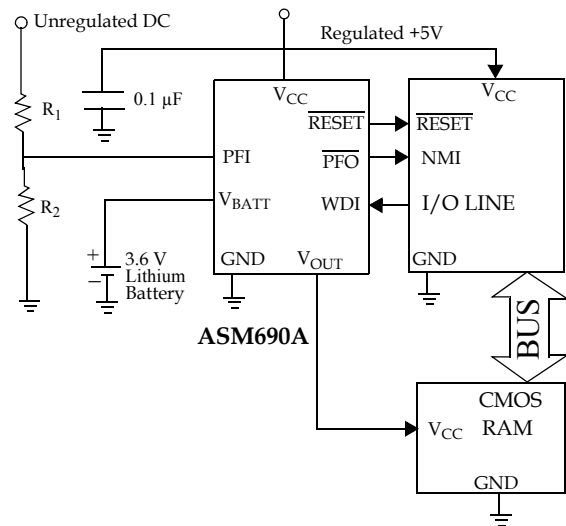 Unregulated DC
Regulated +5V
R1
0.1 µF
VCC
VCC
RESET
RESET
PFI
PFO
NMI
R2
VBATT
WDI
I/O LINE
+
−
3.6 V
Lithium
Battery
GND
VOUT
GND
ASM690A
BUS
CMOS
RAM
VCC
GND